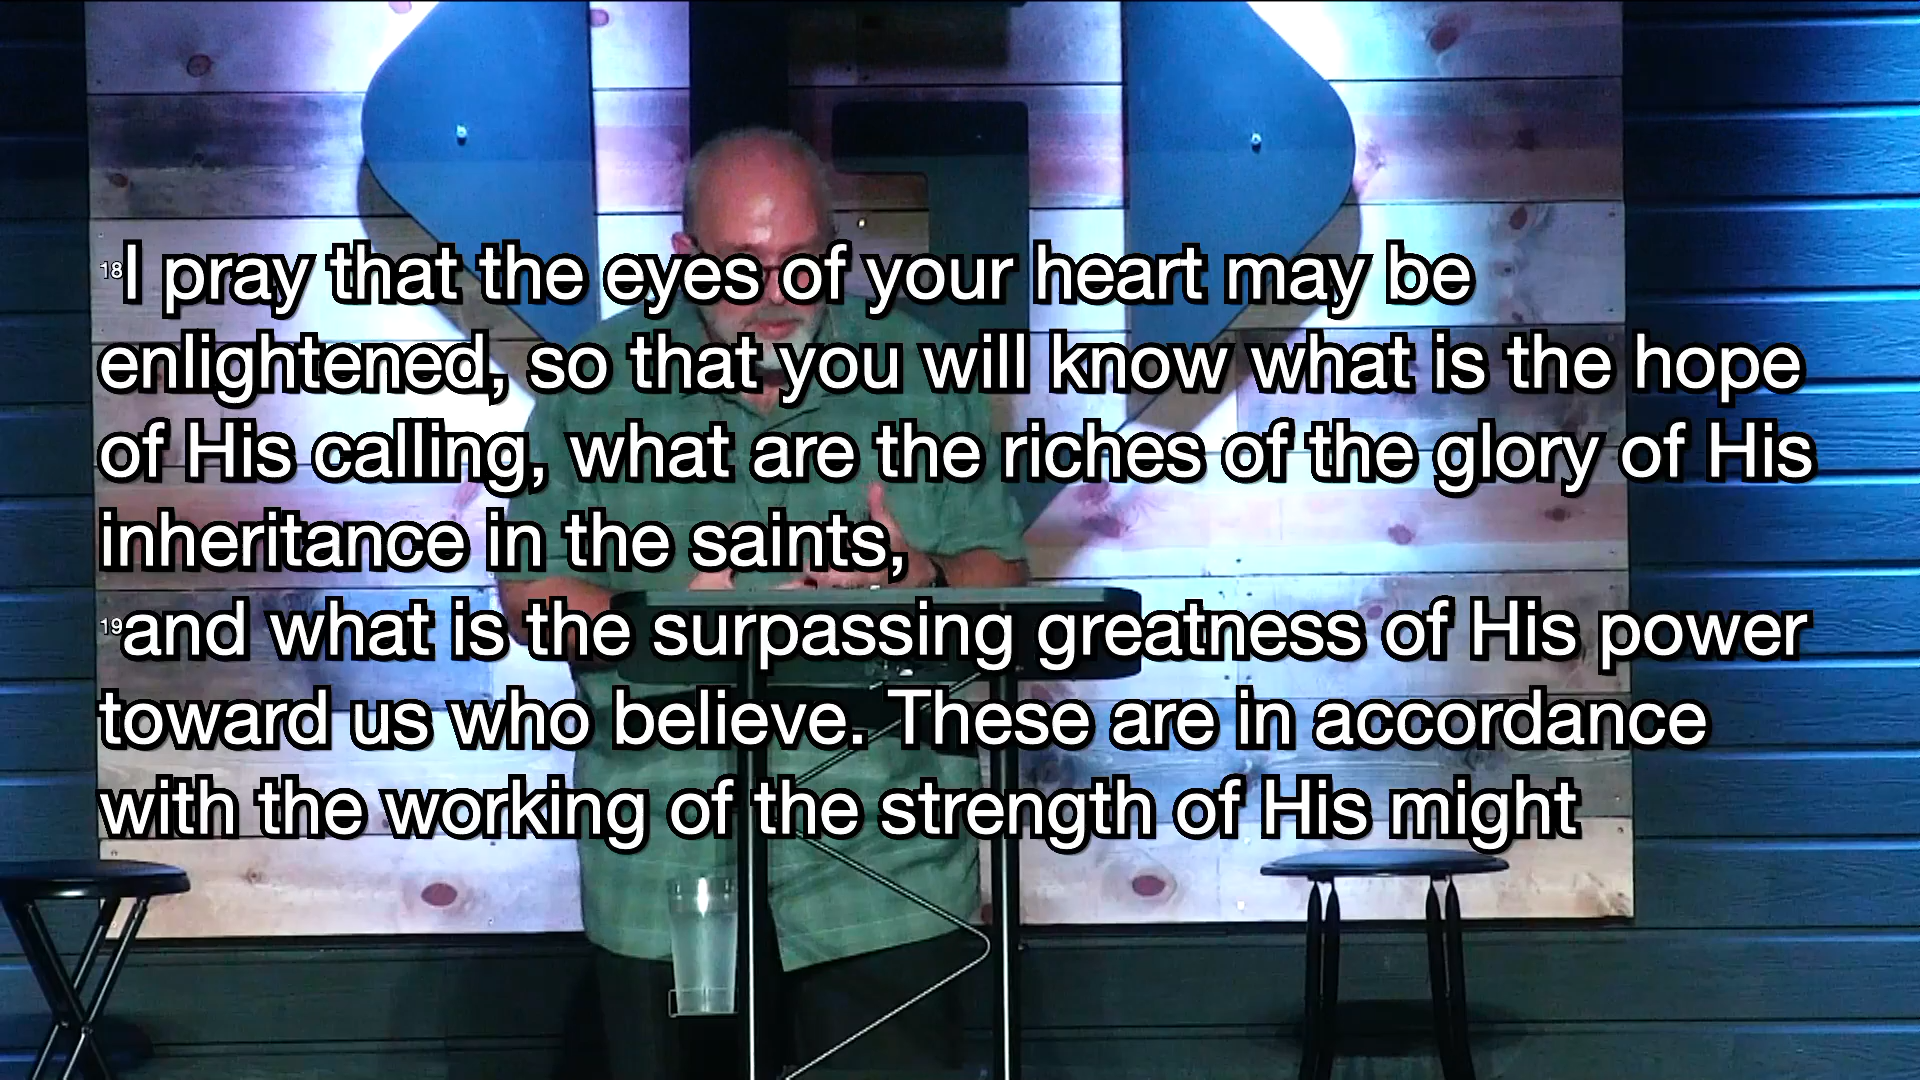 18I pray that the eyes of your heart may be
enlightened, so that you will know what is the hope
of His calling, what are the riches of the glory of His
inheritance in the saints,
19and what is the surpassing greatness of His power
toward us who believe. These are in accordance
with the working of the strength of His might